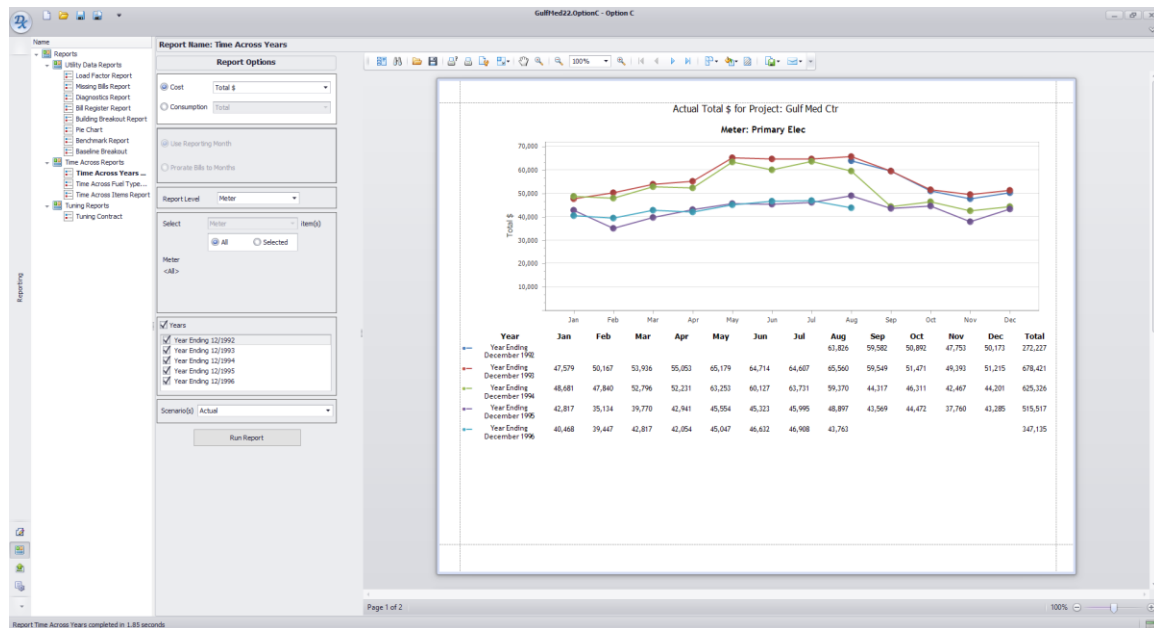 GulfMed22.OptionC - Option C
Name
Reports
Utility Data Reports
Load Factor Report
Missing Bills Report
Diagnostics Report
Bill Register Report
Building Breakout Report
Pie Chart
Benchmark Report
Baseline Breakout
Time Across Reports
Time Across Years ...
Time Across Fuel Type....
Time Across Items Report
Tuning Reports
Tuning Contract
Reporting
Report Name: Time Across Years
Report Options
Cost Total $
Consumption Total
Use Reporting Month
Prorate Bills to Months
Report Level Meter
Select Meter item(s)
All Selected
Meter
<All>
Years
Year Ending 12/1992
Year Ending 12/1993
Year Ending 12/1994
Year Ending 12/1995
Year Ending 12/1996
Scenario(s) Actual
Run Report
100%
Actual Total $ for Project: Gulf Med Ctr
Meter: Primary Elec
Total $
70,000
60,000
50,000
40,000
30,000
20,000
10,000
Jan Feb Mar Apr May Jun Jul Aug Sep Oct Nov Dec
Year Jan Feb Mar Apr May Jun Jul Aug Sep Oct Nov Dec Total
Year Ending 63,826 59,582 50,892 47,753 50,173 272,227
December 1992
Year Ending 47,579 50,167 53,936 55,053 65,179 64,714 64,607 65,560 59,549 51,471 49,393 51,215 678,421
December 1993
Year Ending 48,681 47,840 52,796 52,231 63,253 60,127 63,731 59,370 44,317 46,311 42,467 44,201 625,326
December 1994
Year Ending 42,817 35,134 39,770 42,941 45,554 45,323 45,995 48,897 43,569 44,472 37,760 43,285 515,517
December 1995
Year Ending 40,468 39,447 42,817 42,054 45,047 46,632 46,908 43,763 347,135
December 1996
Page 1 of 2
100%
Report Time Across Years completed in 1.85 seconds